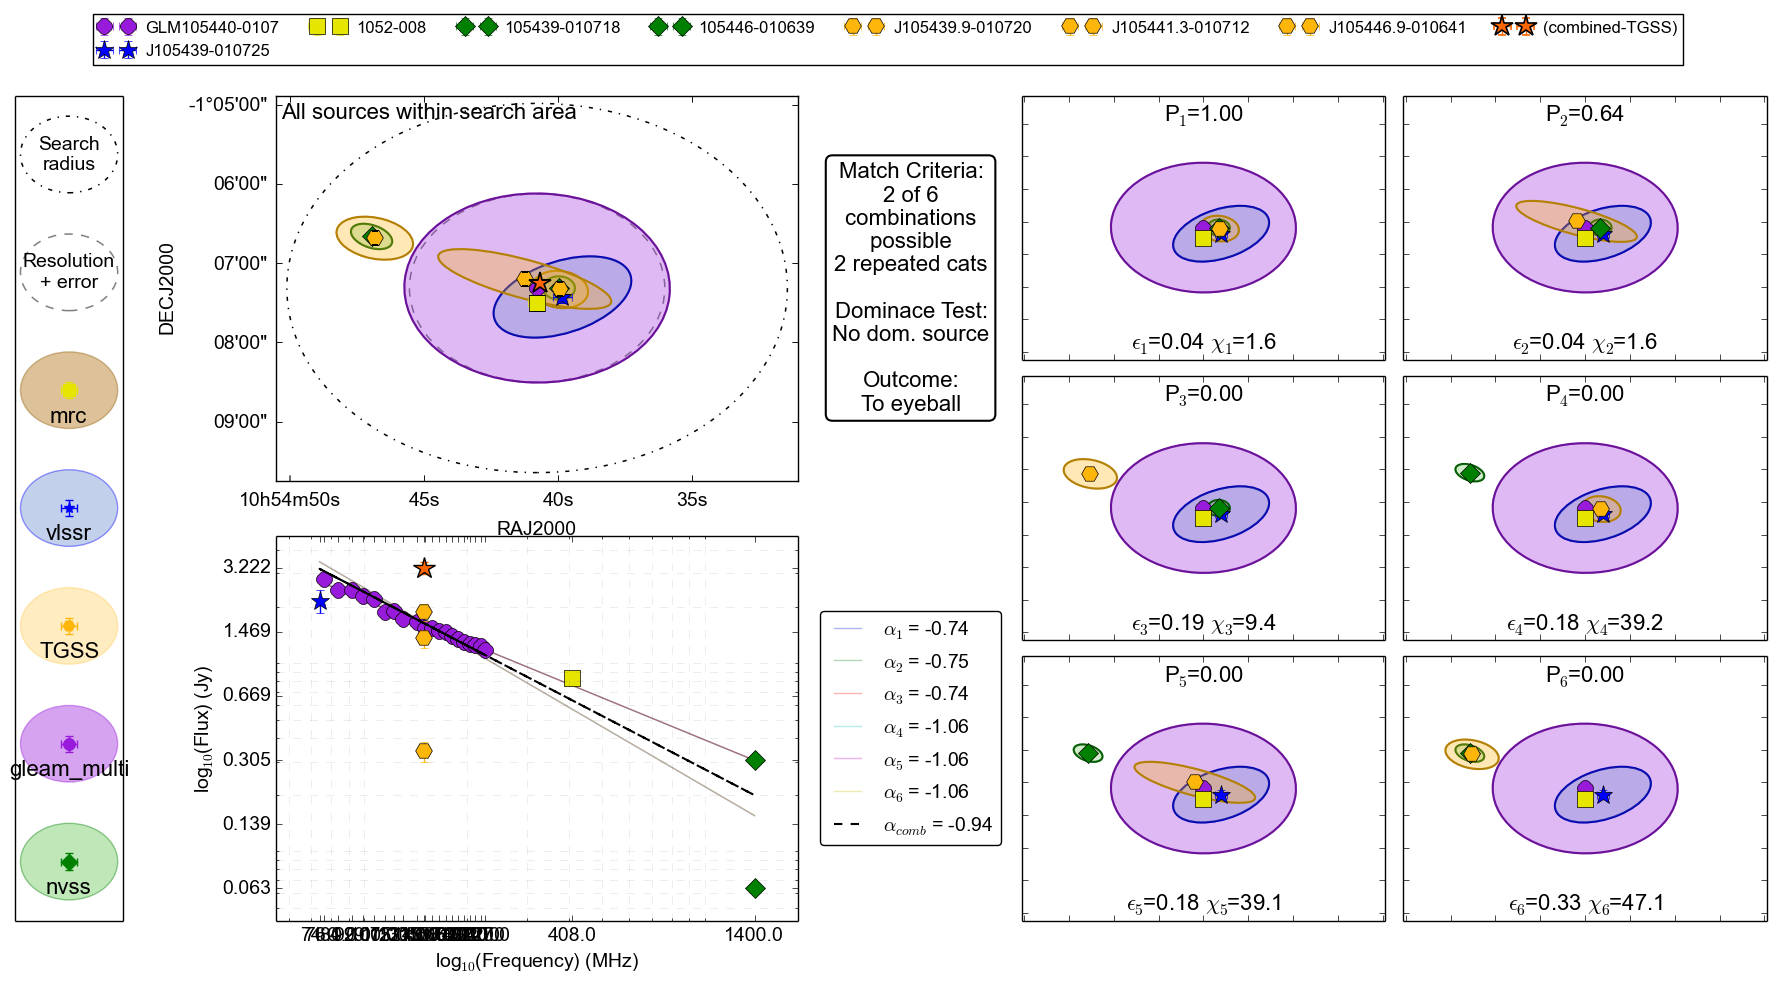 GLM105440-0107
1052-008
105439-010718
105446-010639
J105439.9-010720
J105441.3-010712
J105446.9-010641
(combined-TGSS)
J105439-010725
Search
radius
Resolution
+ error
mrc
vlssr
TGSS
gleam_multi
nvss
All sources within search area
-1°05'00"
06'00"
07'00"
08'00"
09'00"
DECJ2000
10h54m50s
45s
40s
35s
RAJ2000
Match Criteria:
2 of 6
combinations
possible
2 repeated cats
Dominace Test:
No dom. source
Outcome:
To eyeball
3.222
1.469
0.669
0.305
0.139
0.063
log10(Flux) (Jy)
408.0
1400.0
log10(Frequency) (MHz)
α1 = -0.74
α2 = -0.75
α3 = -0.74
α4 = -1.06
α5 = -1.06
α6 = -1.06
αcomb = -0.94
P1=1.00
ϵ1=0.04 χ1=1.6
P2=0.64
ϵ2=0.04 χ2=1.6
P3=0.00
ϵ3=0.19 χ3=9.4
P4=0.00
ϵ4=0.18 χ4=39.2
P5=0.00
ϵ5=0.18 χ5=39.1
P6=0.00
ϵ6=0.33 χ6=47.1